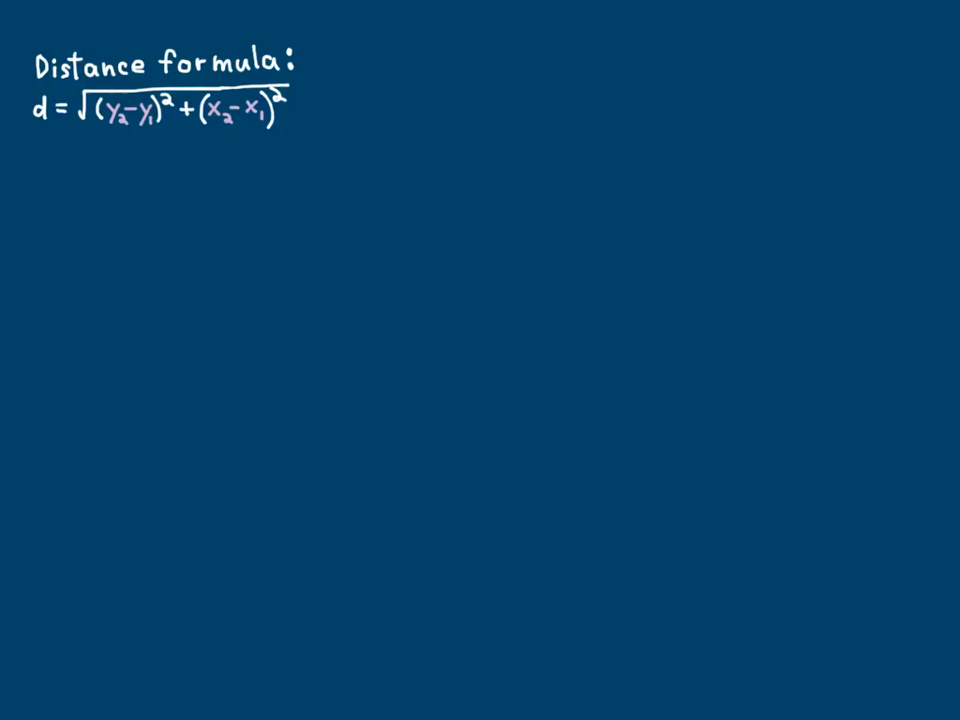 Distance formula:
d = √(y₂-y₁)² + (x₂-x₁)²